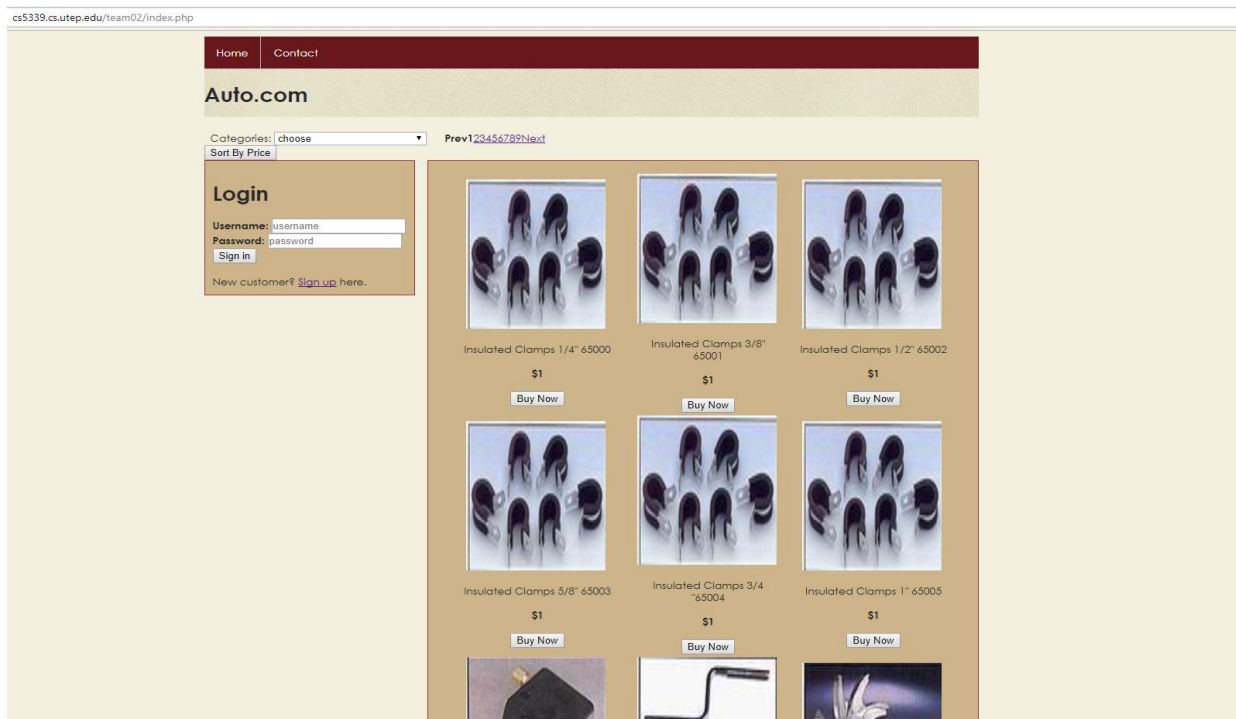 cs5339.cs.utep.edu/team02/index.php
Home Contact
Auto.com
Categories: choose Prev123456789Next
Sort By Price
Login
Username: username
Password: password
Sign in
New customer? Sign up here.
Insulated Clamps 1/4" 65000
$1
Buy Now
Insulated Clamps 3/8"
65001
$1
Buy Now
Insulated Clamps 1/2" 65002
$1
Buy Now
Insulated Clamps 5/8" 65003
$1
Buy Now
Insulated Clamps 3/4
"65004
$1
Buy Now
Insulated Clamps 1" 65005
$1
Buy Now